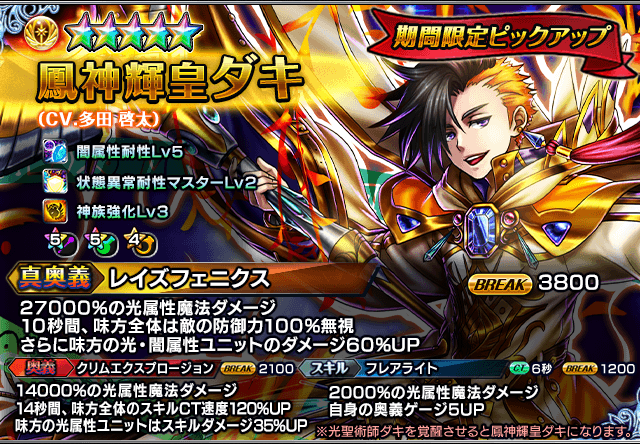 期間限定ピックアップ
鳳神輝皇ダキ
(CV.多田 啓太)
闇属性耐性Lv5
状態異常耐性マスターLv2
神族強化Lv3
5 5 4
真奥義 レイズフェニクス BREAK 3800
27000%の光属性魔法ダメージ
10秒間、味方全体は敵の防御力100%無視
さらに味方の光・闇属性ユニットのダメージ60%UP
奥義 クリムエクスプロージョン BREAK 2100
14000%の光属性魔法ダメージ
14秒間、味方全体のスキルCT速度120%UP
味方の光属性ユニットはスキルダメージ35%UP
スキル フレアライト CT 6秒 BREAK 1200
2000%の光属性魔法ダメージ
自身の奥義ゲージ5UP
※光聖術師ダキを覚醒させると鳳神輝皇ダキになります。